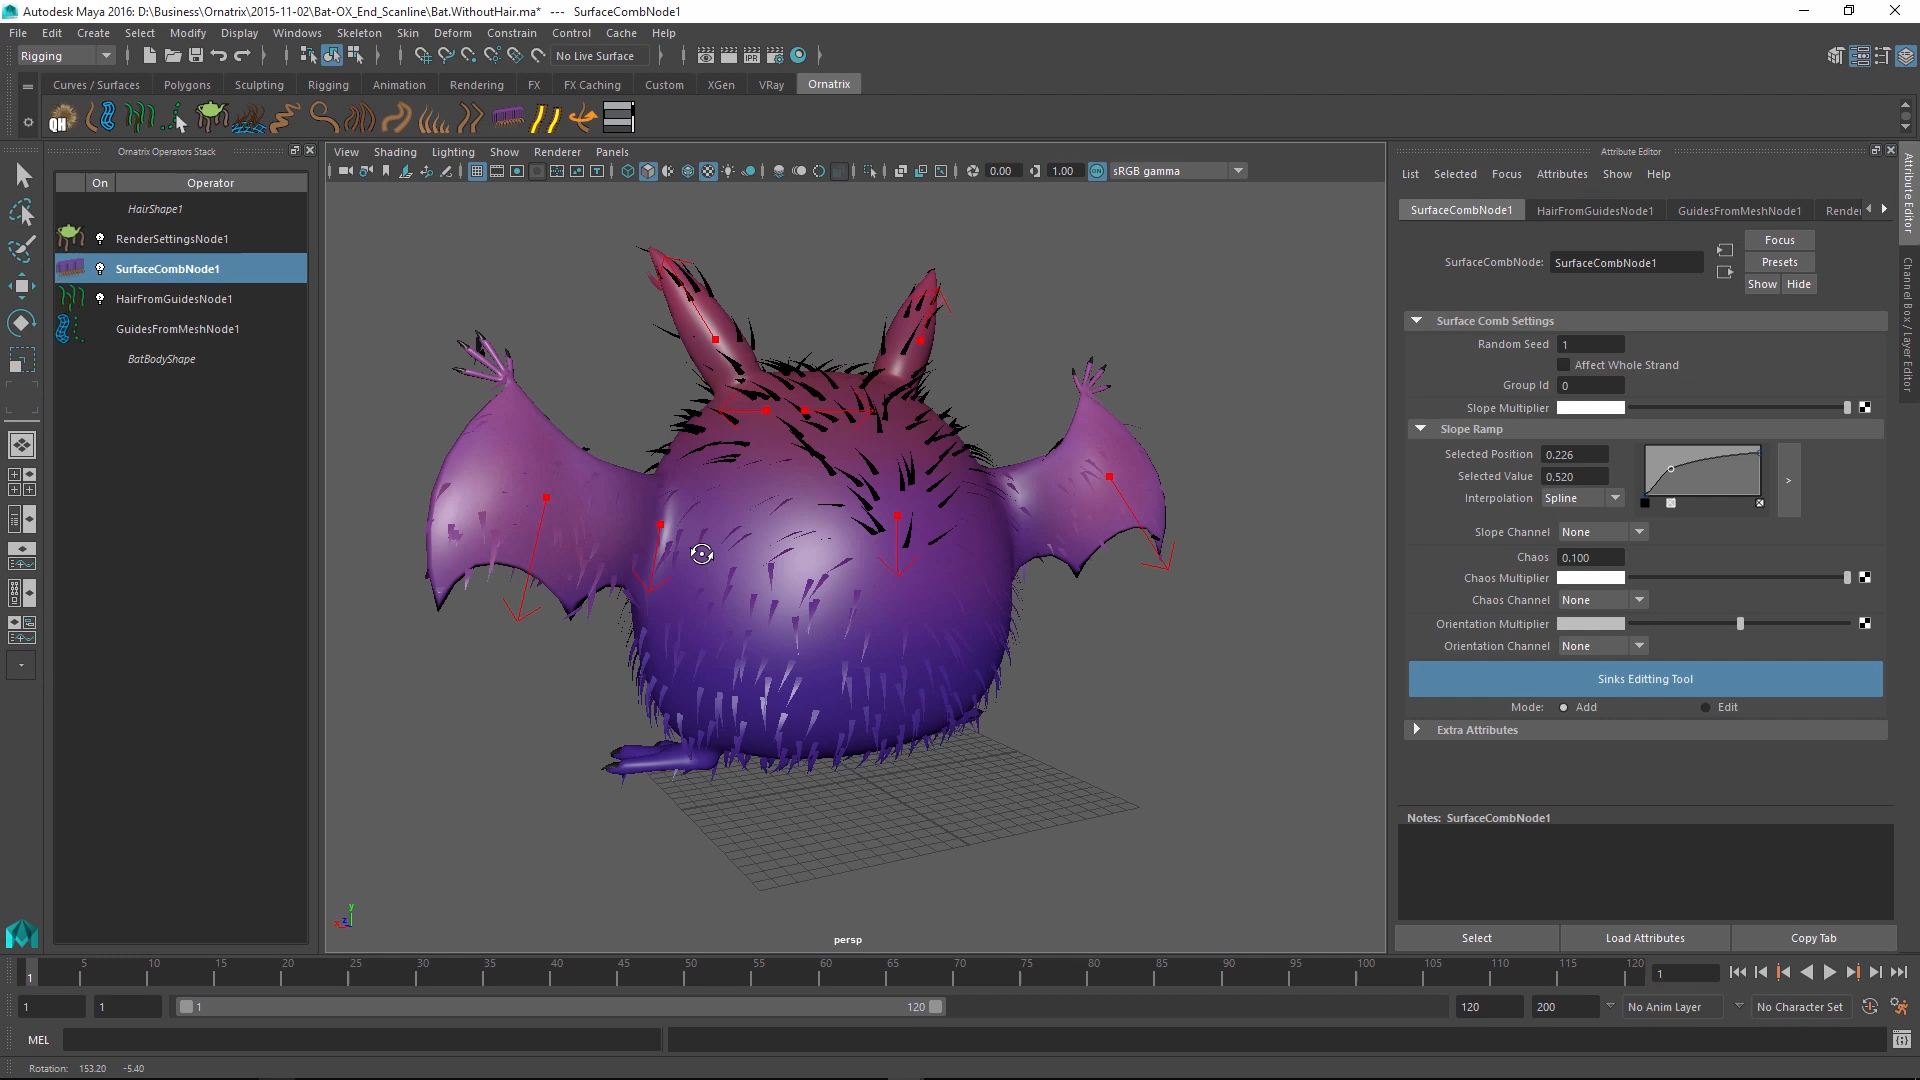 Autodesk Maya 2016: D:\Business\Ornatrix\2015-11-02\Bat-OX_End_Scanline\Bat.WithoutHair.ma* --- SurfaceCombNode1
File Edit Create Select Modify Display Windows Skeleton Skin Deform Constrain Control Cache Help
Rigging No Live Surface
Curves / Surfaces Polygons Sculpting Rigging Animation Rendering FX FX Caching Custom XGen VRay Ornatrix
QH
Ornatrix Operators Stack
On Operator
HairShape1
RenderSettingsNode1
SurfaceCombNode1
HairFromGuidesNode1
GuidesFromMeshNode1
BatBodyShape
View Shading Lighting Show Renderer Panels
0.00 1.00 sRGB gamma
persp
y
z
x
Attribute Editor
List Selected Focus Attributes Show Help
SurfaceCombNode1 HairFromGuidesNode1 GuidesFromMeshNode1 Render
SurfaceCombNode: SurfaceCombNode1
Focus
Presets
Show Hide
Surface Comb Settings
Random Seed 1
Affect Whole Strand
Group Id 0
Slope Multiplier
Slope Ramp
Selected Position 0.226
Selected Value 0.520
Interpolation Spline
>
Slope Channel None
Chaos 0.100
Chaos Multiplier
Chaos Channel None
Orientation Multiplier
Orientation Channel None
Sinks Editting Tool
Mode: Add Edit
Extra Attributes
Notes: SurfaceCombNode1
Select Load Attributes Copy Tab
Attribute Editor
Channel Box / Layer Editor
1 5 10 15 20 25 30 35 40 45 50 55 60 65 70 75 80 85 90 95 100 105 110 115 120 1
1 1 1 120 120 200 No Anim Layer No Character Set
MEL
Rotation: 153.20 -5.40